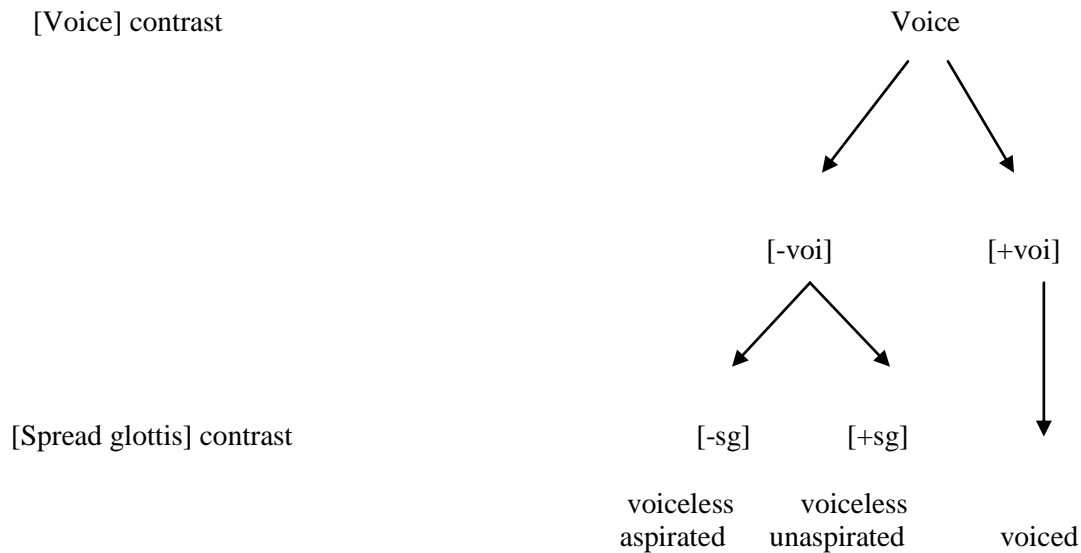 [Voice] contrast Voice
[-voi] [+voi]
[Spread glottis] contrast [-sg] [+sg]
voiceless voiceless
aspirated unaspirated voiced